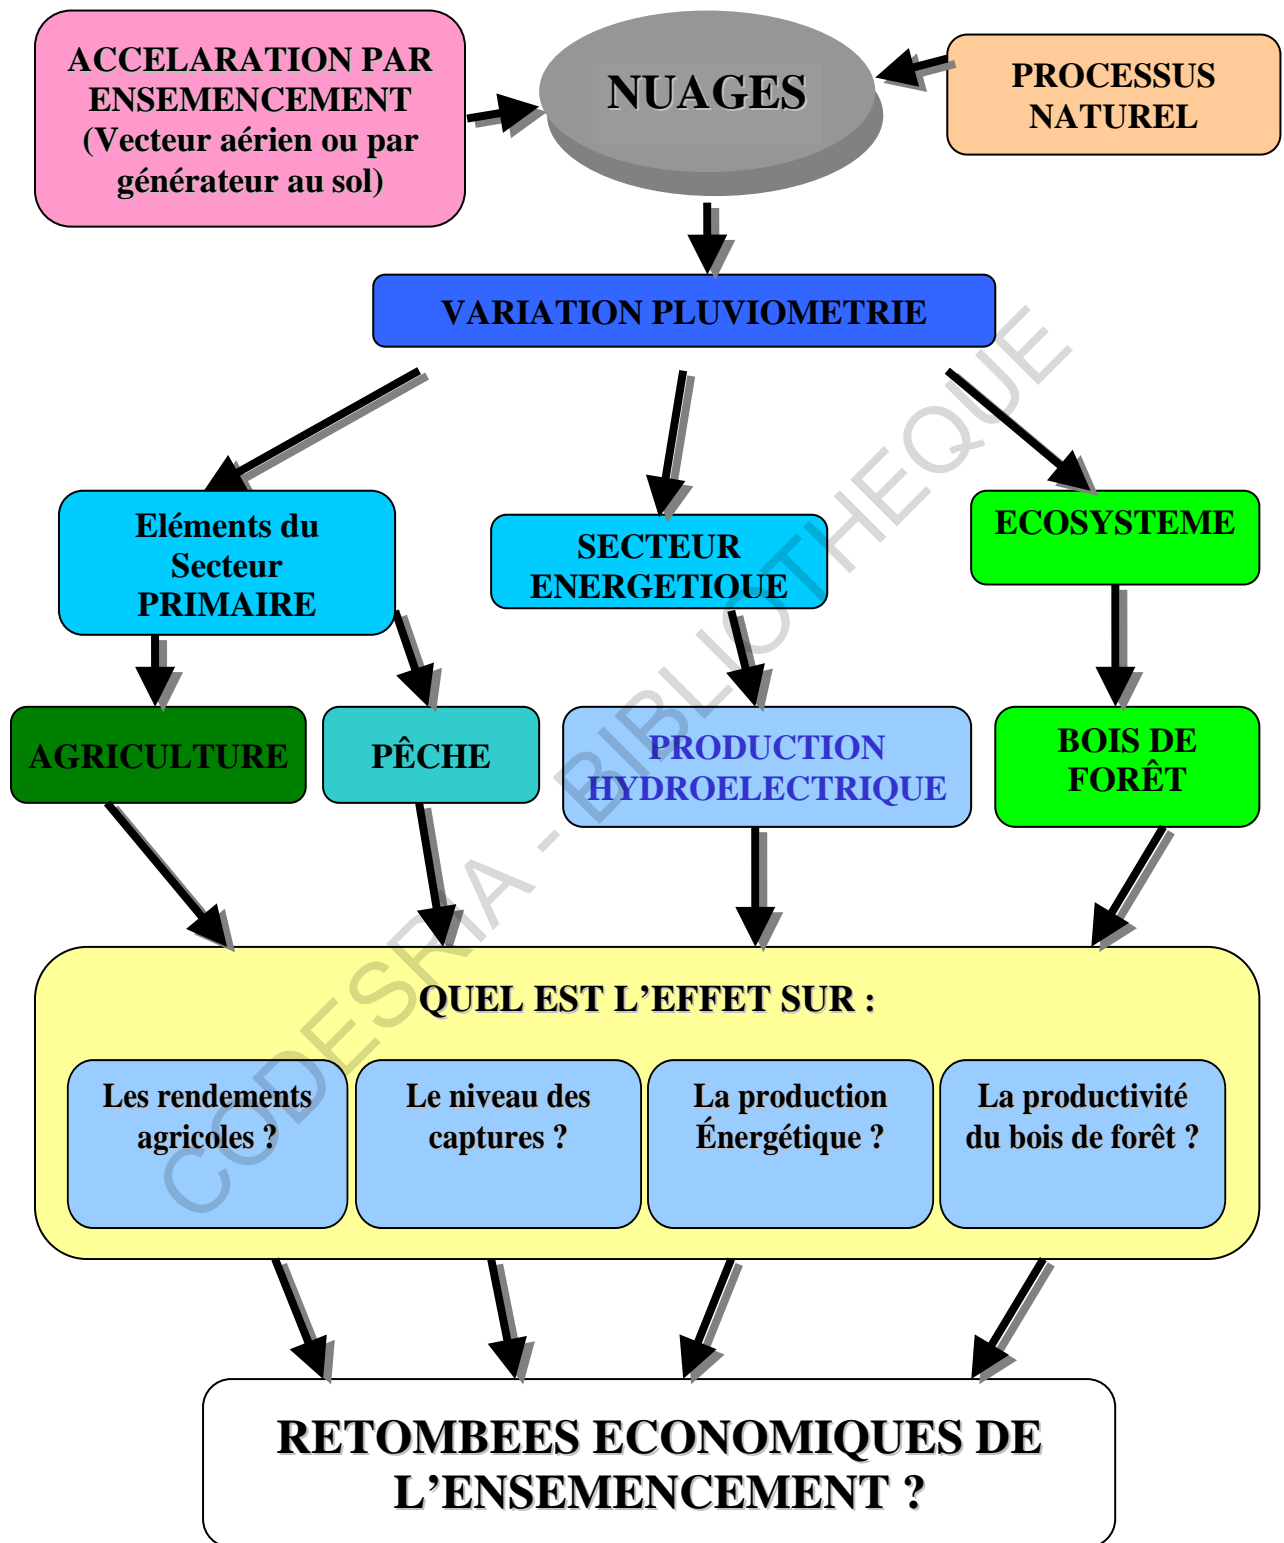 ACCELARATION PAR
ENSEMENCEMENT
(Vecteur aérien ou par
générateur au sol)
NUAGES
PROCESSUS
NATUREL
VARIATION PLUVIOMETRIE
Eléments du
Secteur
PRIMAIRE
SECTEUR
ENERGETIQUE
ECOSYSTEME
AGRICULTURE
PÊCHE
PRODUCTION
HYDROELECTRIQUE
BOIS DE
FORÊT
QUEL EST L’EFFET SUR :
Les rendements
agricoles ?
Le niveau des
captures ?
La production
Énergétique ?
La productivité
du bois de forêt ?
RETOMBEES ECONOMIQUES DE
L’ENSEMENCEMENT ?
CODESRIA - BIBLIOTHEQUE